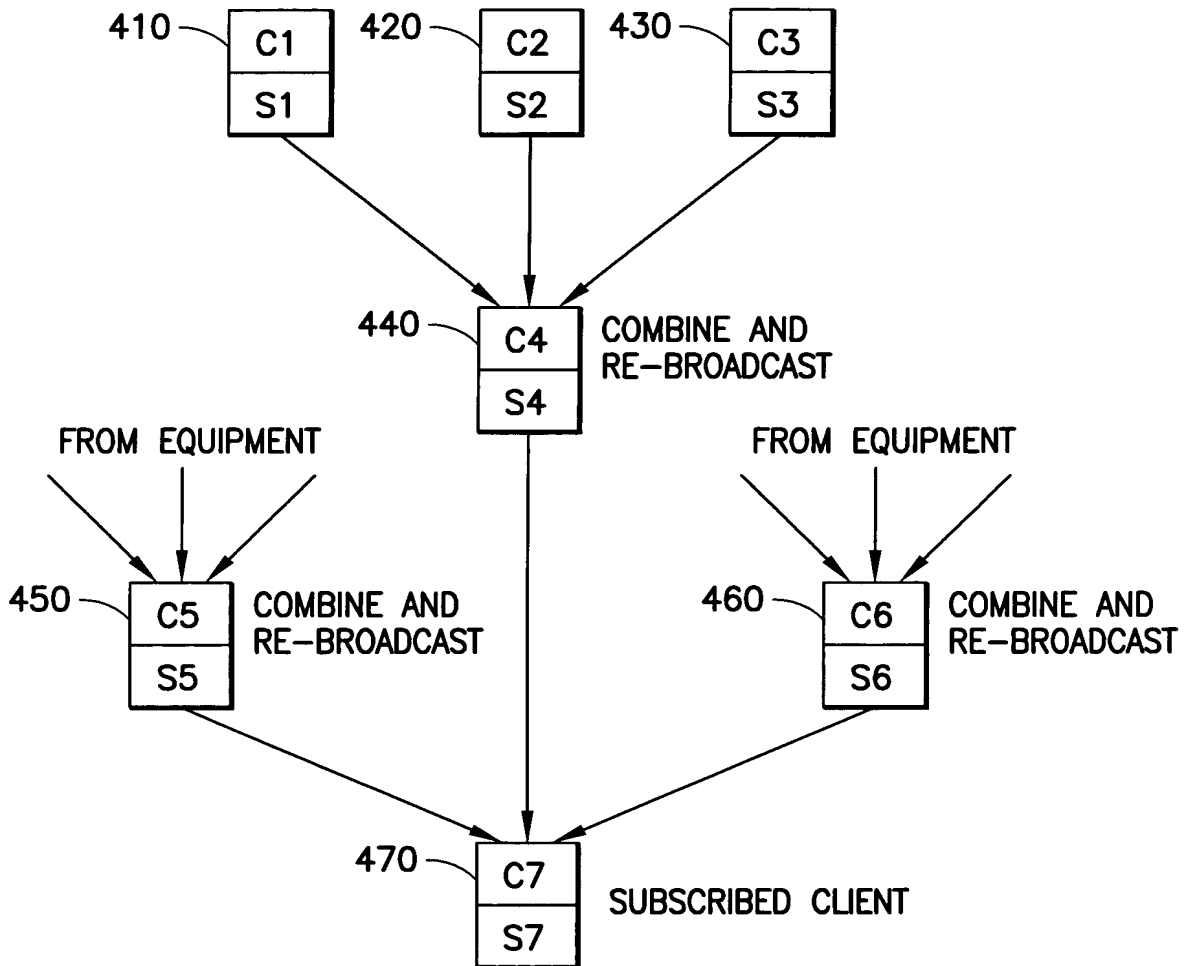 410
C1
S1
420
C2
S2
430
C3
S3
440
C4
S4
COMBINE AND
RE-BROADCAST
FROM EQUIPMENT
FROM EQUIPMENT
450
C5
S5
COMBINE AND
RE-BROADCAST
460
C6
S6
COMBINE AND
RE-BROADCAST
470
C7
S7
SUBSCRIBED CLIENT